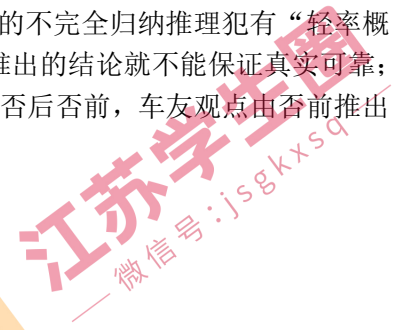 的不完全归纳推理犯有“轻率概
推出的结论就不能保证真实可靠；
否后否前，车友观点由否前推出
江苏学生圈
微信号：jsgkxsq